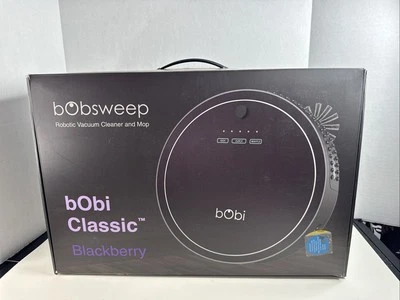 bObsweep
Robotic Vacuum Cleaner and Mop
bObi
Classic™
Blackberry
bObi